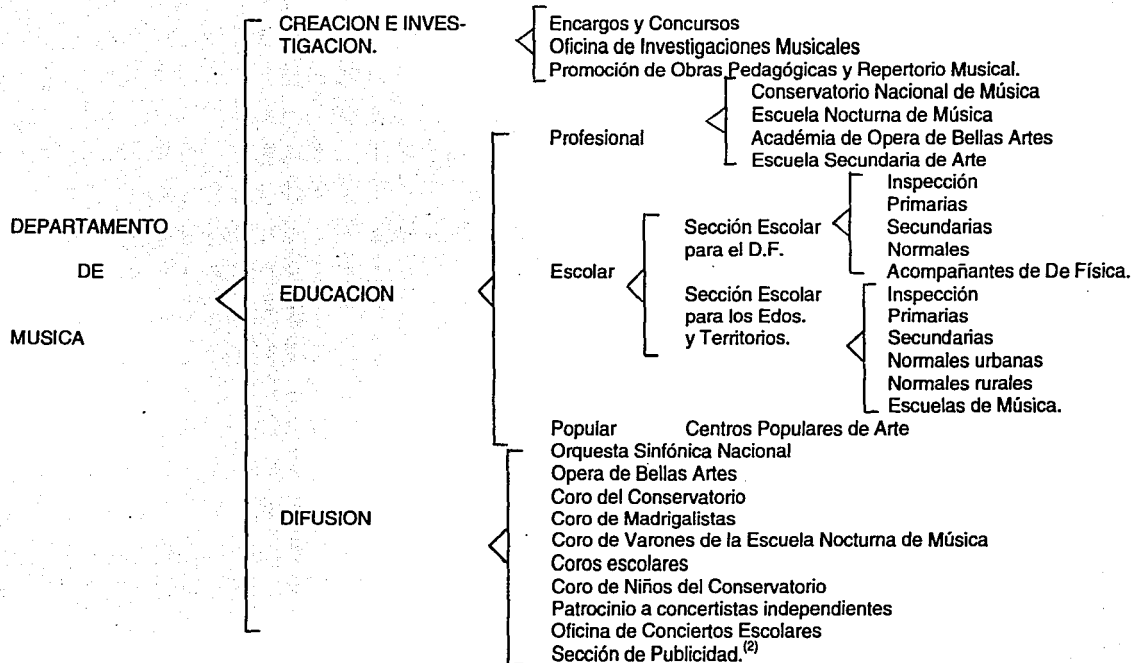 DEPARTAMENTO
DE
MUSICA
CREACION E INVES-
TIGACION.
Encargos y Concursos
Oficina de Investigaciones Musicales
Promoción de Obras Pedagógicas y Repertorio Musical.
EDUCACION
Profesional
Conservatorio Nacional de Música
Escuela Nocturna de Música
Académia de Opera de Bellas Artes
Escuela Secundaria de Arte
Escolar
Sección Escolar
para el D.F.
Inspección
Primarias
Secundarias
Normales
Acompañantes de De Física.
Sección Escolar
para los Edos.
y Territorios.
Inspección
Primarias
Secundarias
Normales urbanas
Normales rurales
Escuelas de Música.
Popular Centros Populares de Arte
DIFUSION
Orquesta Sinfónica Nacional
Opera de Bellas Artes
Coro del Conservatorio
Coro de Madrigalistas
Coro de Varones de la Escuela Nocturna de Música
Coros escolares
Coro de Niños del Conservatorio
Patrocinio a concertistas independientes
Oficina de Conciertos Escolares
Sección de Publicidad.(2)